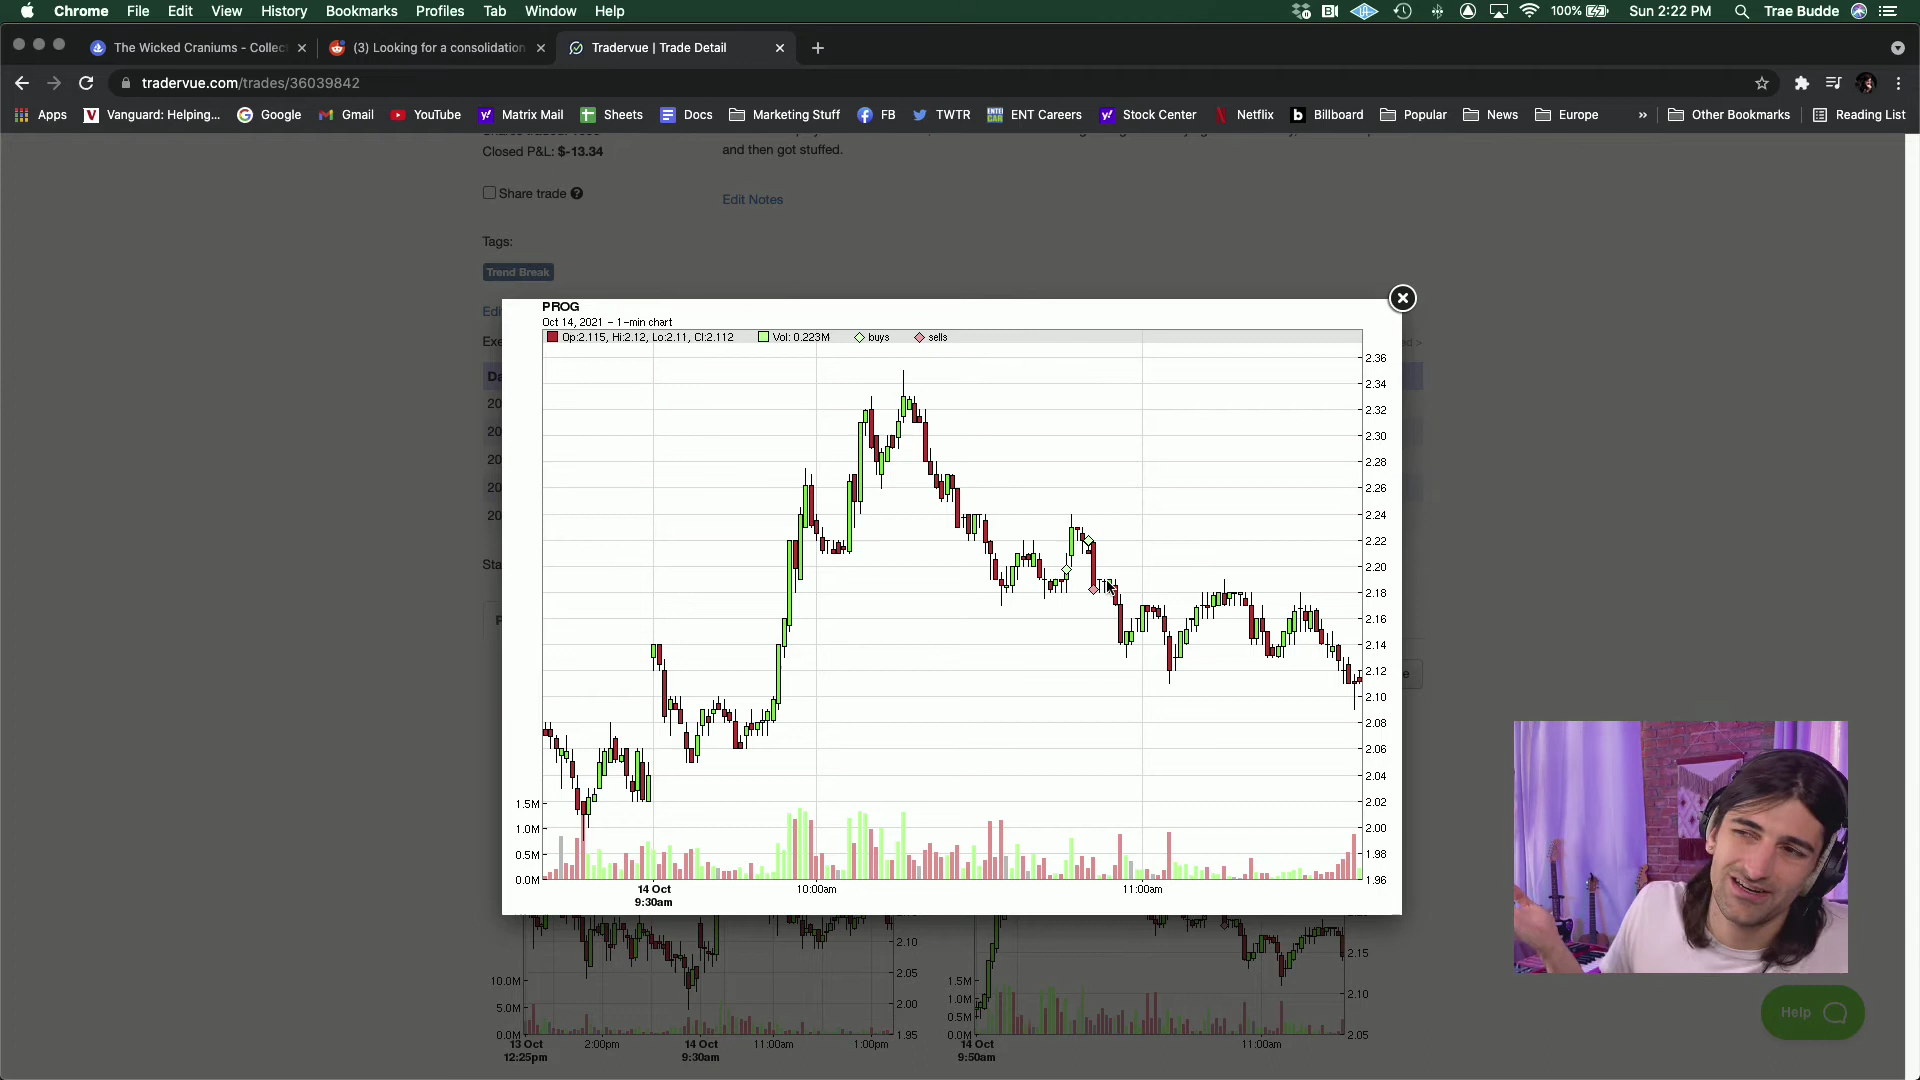 Chrome File Edit View History Bookmarks Profiles Tab Window Help
100% Sun 2:22 PM Trae Budde
The Wicked Craniums - Collec
(3) Looking for a consolidation
Tradervue | Trade Detail
tradervue.com/trades/36039842
Apps Vanguard: Helping... Google Gmail YouTube Matrix Mail Sheets Docs Marketing Stuff FB TWTR ENT Careers Stock Center Netflix Billboard Popular News Europe » Other Bookmarks Reading List
Closed P&L: $-13.34
and then got stuffed.
Share trade
Edit Notes
Tags:
Trend Break
PROG
Oct 14, 2021 - 1-min chart
Op:2.115, Hi:2.12, Lo:2.11, Cl:2.112 Vol: 0.223M buys sells
2.36
2.34
2.32
2.30
2.28
2.26
2.24
2.22
2.20
2.18
2.16
2.14
2.12
2.10
2.08
2.06
2.04
2.02
2.00
1.98
1.96
1.5M
1.0M
0.5M
0.0M
14 Oct 10:00am 11:00am
9:30am
2.10
2.05
2.00
1.95
10.0M
5.0M
0.0M
13 Oct 2:00pm 14 Oct 11:00am 1:00pm
12:25pm 9:30am
2.15
2.10
2.05
1.5M
1.0M
0.5M
0.0M
14 Oct 11:00am
9:50am
Help